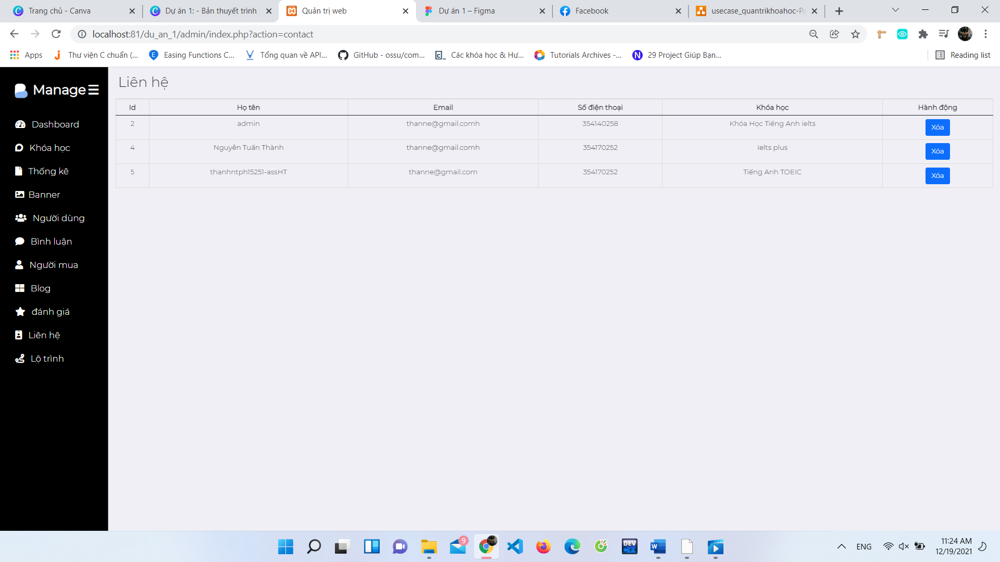 Trang chủ - Canva
Dự án 1: - Bản thuyết trình
Quản trị web
Dự án 1 – Figma
Facebook
usecase_quantrikhoahoc-Pa
localhost:81/du_an_1/admin/index.php?action=contact
Apps
Thư viện C chuẩn (...
Easing Functions C...
Tổng quan về API...
GitHub - ossu/com...
Các khóa học & Hư...
Tutorials Archives -...
29 Project Giúp Bạn...
Reading list
Manage
Dashboard
Khóa học
Thống kê
Banner
Người dùng
Bình luận
Người mua
Blog
đánh giá
Liên hệ
Lộ trình
Liên hệ
Id Họ tên Email Số điện thoại Khóa học Hành động
2 admin thanne@gmail.comh 354140258 Khóa Học Tiếng Anh ielts Xóa
4 Nguyễn Tuấn Thành thanne@gmail.comh 354170252 Ielts plus Xóa
5 thanhntph15251-assHT thanne@gmail.com 354170252 Tiếng Anh TOEIC Xóa
9
DEV
C++
W
ENG
11:24 AM
12/19/2021